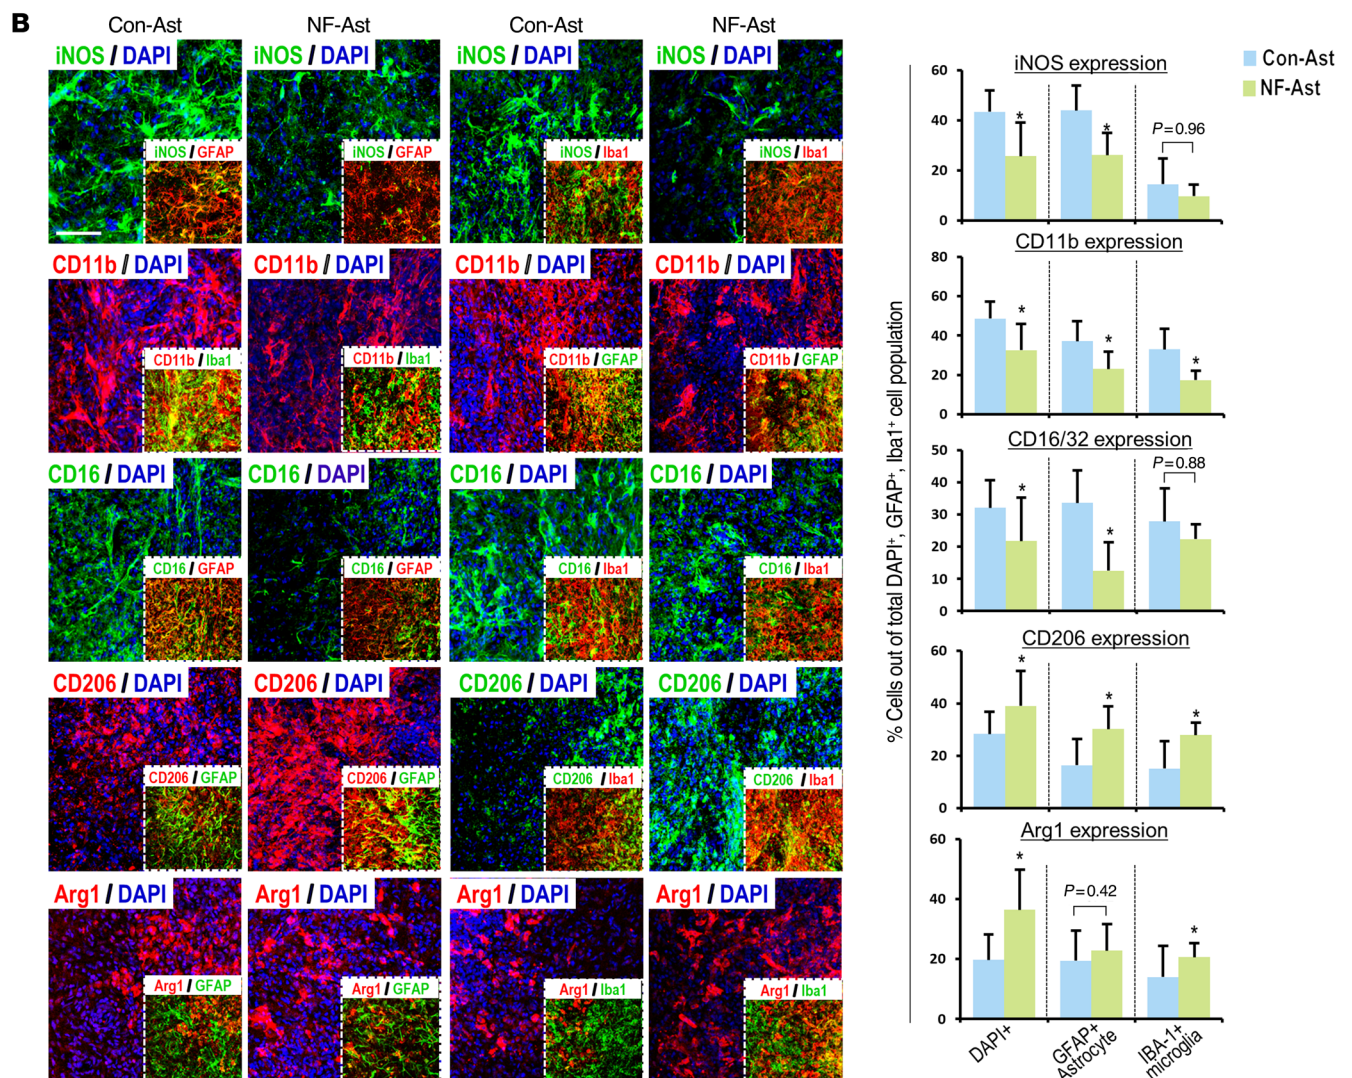 B
Con-Ast NF-Ast Con-Ast NF-Ast
iNOS / DAPI iNOS / DAPI iNOS / DAPI iNOS / DAPI
iNOS / GFAP iNOS / GFAP iNOS / Iba1 iNOS / Iba1
CD11b / DAPI CD11b / DAPI CD11b / DAPI CD11b / DAPI
CD11b / Iba1 CD11b / Iba1 CD11b / GFAP CD11b / GFAP
CD16 / DAPI CD16 / DAPI CD16 / DAPI CD16 / DAPI
CD16 / GFAP CD16 / GFAP CD16 / Iba1 CD16 / Iba1
CD206 / DAPI CD206 / DAPI CD206 / DAPI CD206 / DAPI
CD206 / GFAP CD206 / GFAP CD206 / Iba1 CD206 / Iba1
Arg1 / DAPI Arg1 / DAPI Arg1 / DAPI Arg1 / DAPI
Arg1 / GFAP Arg1 / GFAP Arg1 / Iba1 Arg1 / Iba1
% Cells out of total DAPI⁺, GFAP⁺, Iba1⁺ cell population
Con-Ast
NF-Ast
iNOS expression
60
40
20
0
* *
P = 0.96
CD11b expression
80
60
40
20
0
* * *
CD16/32 expression
50
40
30
20
10
0
* *
P = 0.88
CD206 expression
60
40
20
0
* * *
Arg1 expression
60
40
20
0
*
P = 0.42
*
DAPI+
GFAP+
Astrocyte
IBA-1+
microglia